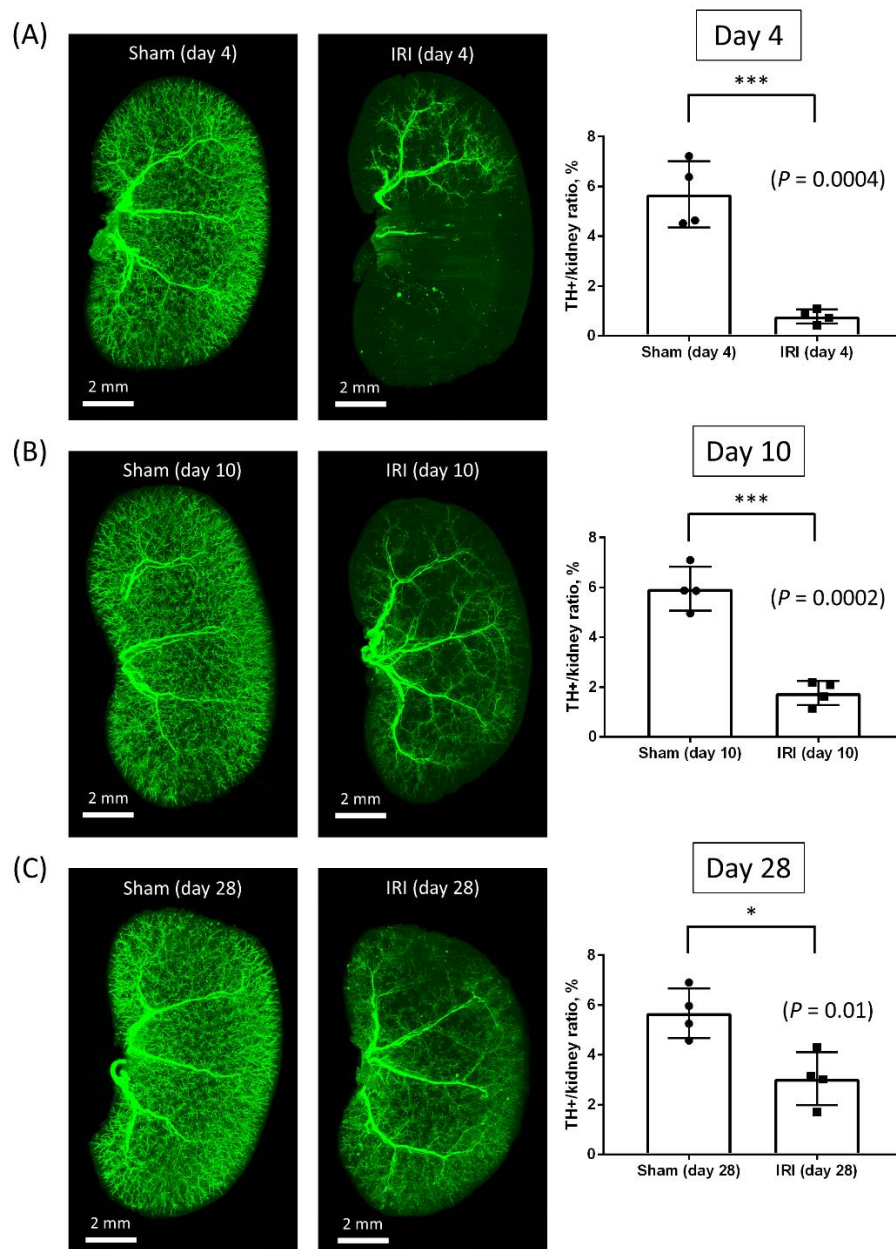 (A)
Sham (day 4)
2 mm
IRI (day 4)
2 mm
Day 4
***
(P = 0.0004)
TH+/kidney ratio, %
8
6
4
2
0
Sham (day 4)
IRI (day 4)
(B)
Sham (day 10)
2 mm
IRI (day 10)
2 mm
Day 10
***
(P = 0.0002)
TH+/kidney ratio, %
8
6
4
2
0
Sham (day 10)
IRI (day 10)
(C)
Sham (day 28)
2 mm
IRI (day 28)
2 mm
Day 28
*
(P = 0.01)
TH+/kidney ratio, %
8
6
4
2
0
Sham (day 28)
IRI (day 28)